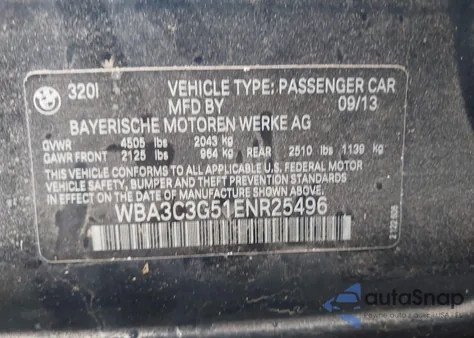 BMW
320I VEHICLE TYPE: PASSENGER CAR
MFD BY 09/13
BAYERISCHE MOTOREN WERKE AG
GVWR 4505 lbs 2043 kg
GAWR FRONT 2125 lbs 964 kg REAR 2510 lbs 1139 kg
THIS VEHICLE CONFORMS TO ALL APPLICABLE U.S. FEDERAL MOTOR
VEHICLE SAFETY, BUMPER AND THEFT PREVENTION STANDARDS
IN EFFECT ON THE DATE OF MANUFACTURE SHOWN ABOVE.
WBA3C3G51ENR25496
autoSnap